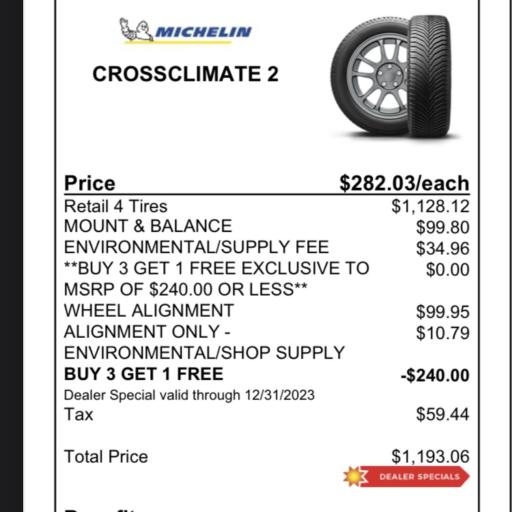 MICHELIN
CROSSCLIMATE 2
Price $282.03/each
Retail 4 Tires $1,128.12
MOUNT & BALANCE $99.80
ENVIRONMENTAL/SUPPLY FEE $34.96
**BUY 3 GET 1 FREE EXCLUSIVE TO $0.00
MSRP OF $240.00 OR LESS**
WHEEL ALIGNMENT $99.95
ALIGNMENT ONLY - $10.79
ENVIRONMENTAL/SHOP SUPPLY
BUY 3 GET 1 FREE -$240.00
Dealer Special valid through 12/31/2023
Tax $59.44
Total Price $1,193.06
DEALER SPECIALS